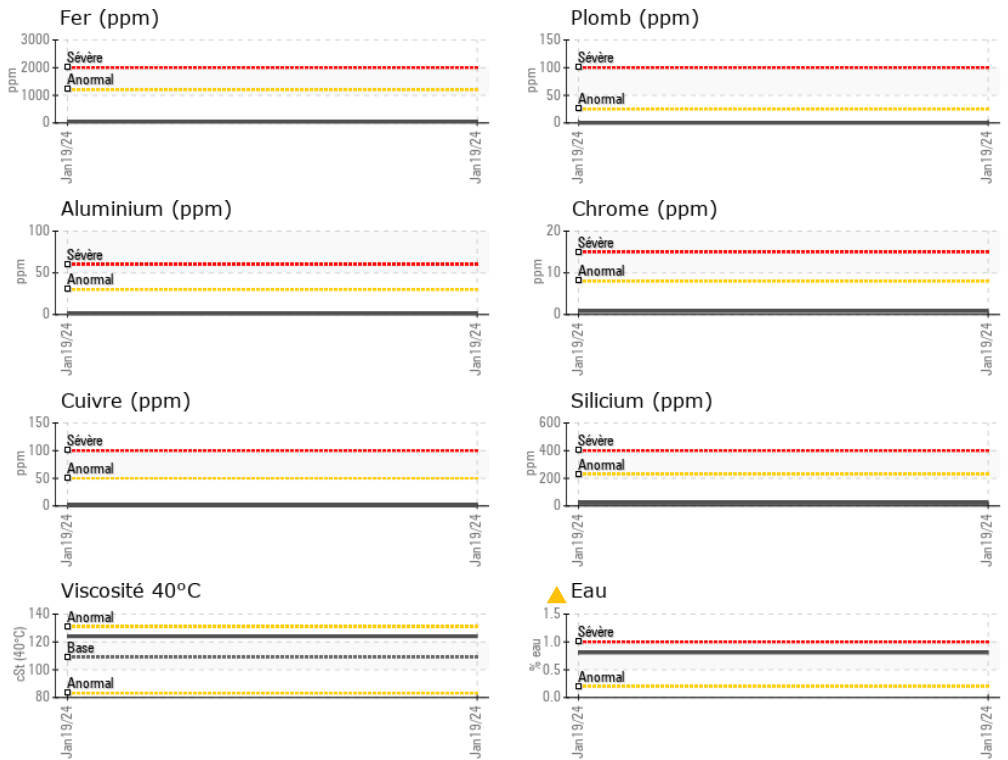 Fer (ppm)
3000
2000
1000
0
ppm
Sévère
Anormal
Jan19/24
Jan19/24
Plomb (ppm)
150
100
50
0
ppm
Sévère
Anormal
Jan19/24
Jan19/24
Aluminium (ppm)
100
50
0
ppm
Sévère
Anormal
Jan19/24
Jan19/24
Chrome (ppm)
20
10
0
ppm
Sévère
Anormal
Jan19/24
Jan19/24
Cuivre (ppm)
150
100
50
0
ppm
Sévère
Anormal
Jan19/24
Jan19/24
Silicium (ppm)
600
400
200
0
ppm
Sévère
Anormal
Jan19/24
Jan19/24
Viscosité 40°C
140
120
100
80
cSt (40°C)
Anormal
Base
Anormal
Jan19/24
Jan19/24
Eau
1.5
1.0
0.5
0.0
% eau
Sévère
Anormal
Jan19/24
Jan19/24